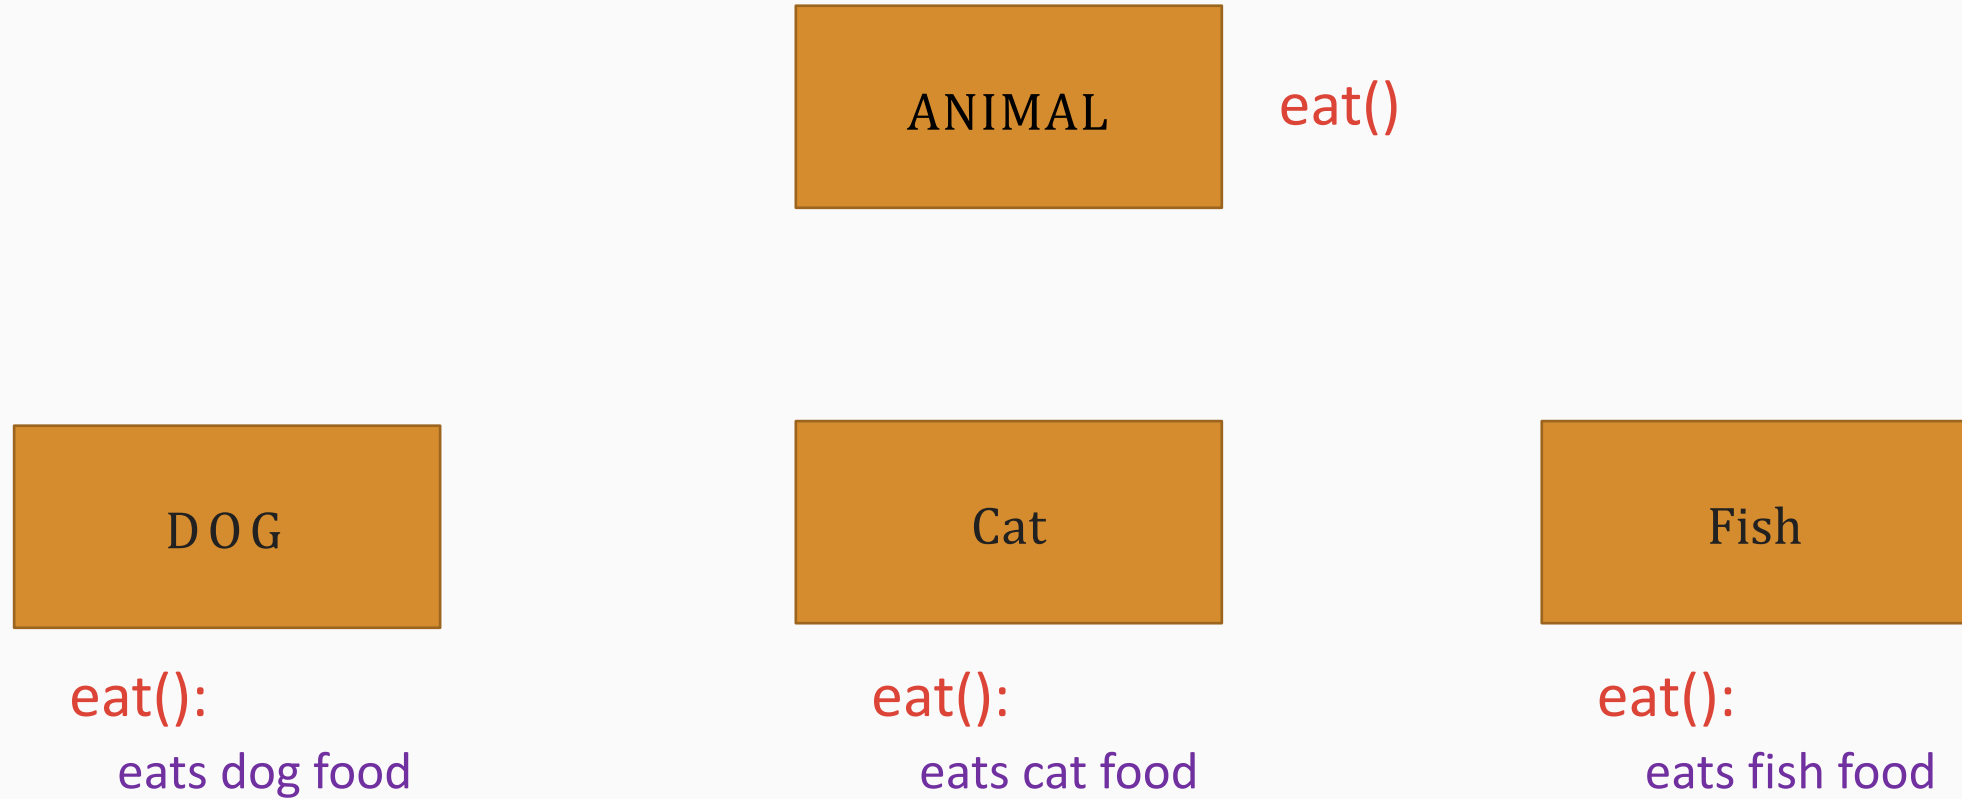 ANIMAL
eat()
DOG
Cat
Fish
eat():
eats dog food
eat():
eats cat food
eat():
eats fish food